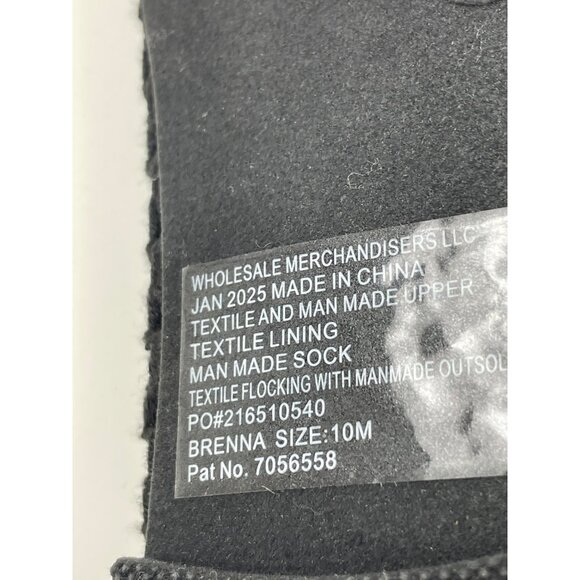 WHOLESALE MERCHANDISERS LLC
JAN 2025 MADE IN CHINA
TEXTILE AND MAN MADE UPPER
TEXTILE LINING
MAN MADE SOCK
TEXTILE FLOCKING WITH MANMADE OUTSOL
PO#216510540
BRENNA SIZE:10M
Pat No. 7056558